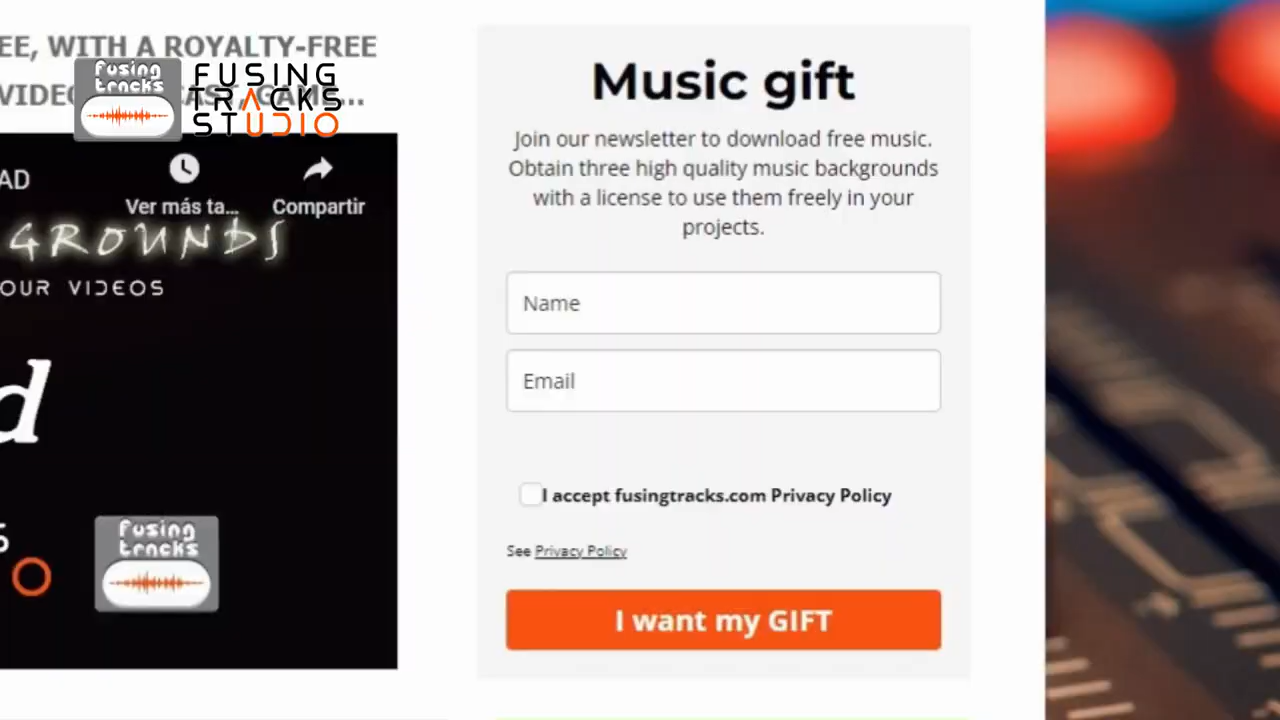 EE, WITH A ROYALTY-FREE
fusing
tracks
FUSING
TRACKS
STUDIO
AD
Ver más ta...
Compartir
GROUNDS
OUR VIDEOS
d
fusing
tracks
Music gift
Join our newsletter to download free music.
Obtain three high quality music backgrounds
with a license to use them freely in your
projects.
Name
Email
I accept fusingtracks.com Privacy Policy
See Privacy Policy
I want my GIFT